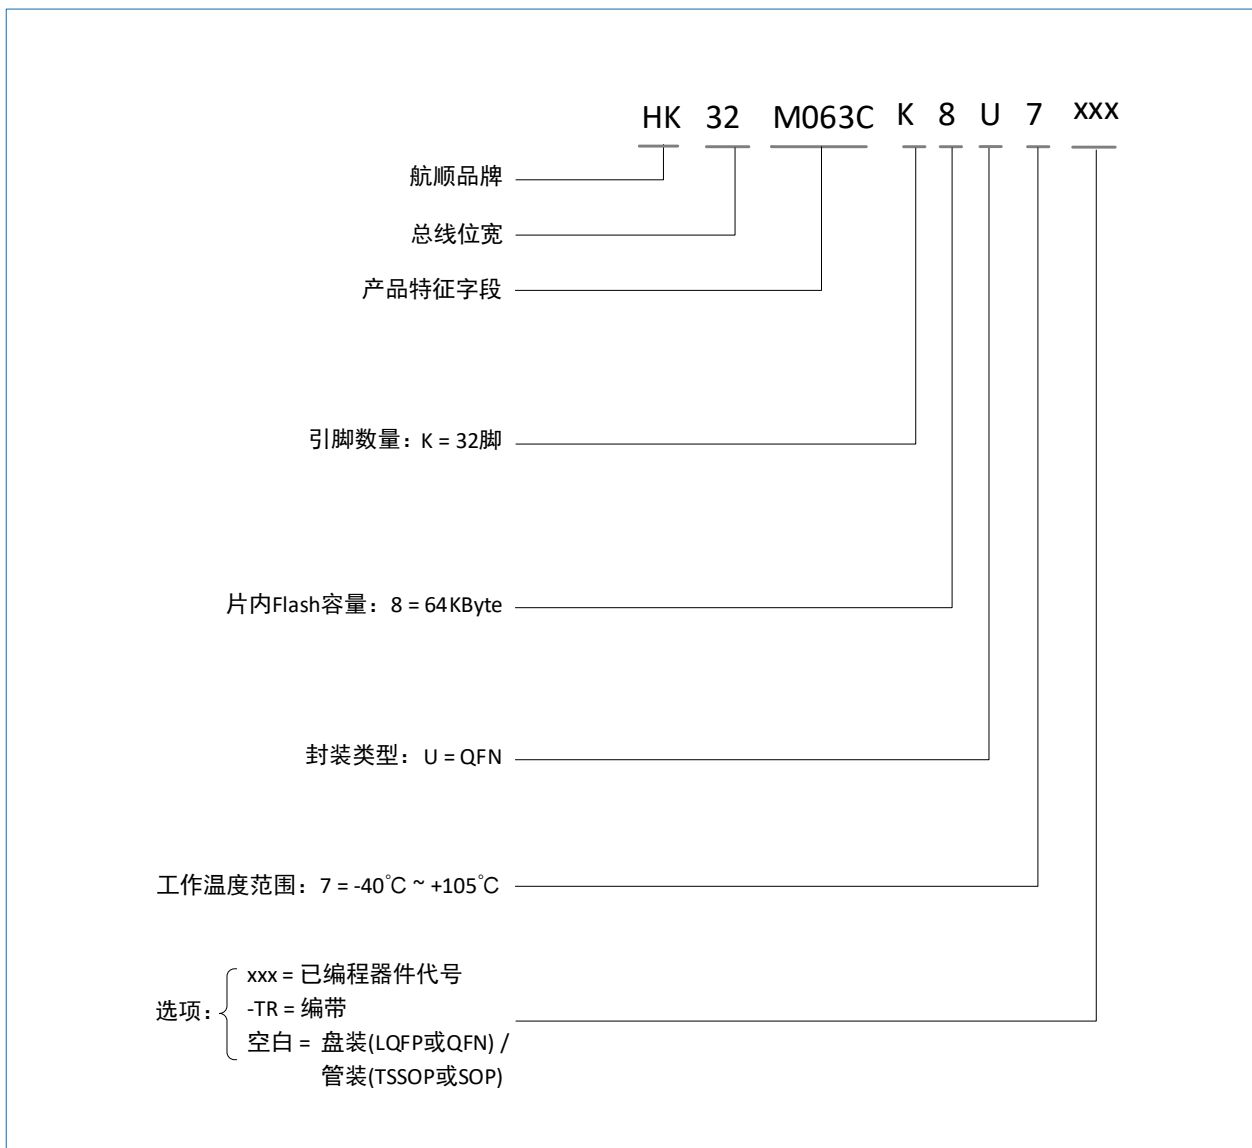 HK 32 M063C K 8 U 7 xxx
航顺品牌
总线位宽
产品特征字段
引脚数量：K = 32脚
片内Flash容量：8 = 64KByte
封装类型：U = QFN
工作温度范围：7 = -40℃ ~ +105℃
选项：
xxx = 已编程器件代号
-TR = 编带
空白 = 盘装(LQFP或QFN) /
管装(TSSOP或SOP)